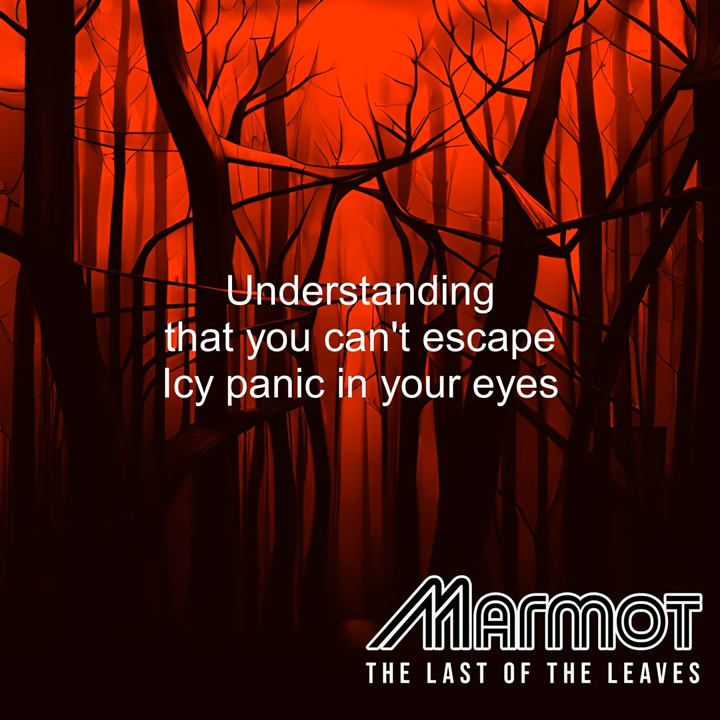 Understanding
that you can't escape
Icy panic in your eyes
Marmot
THE LAST OF THE LEAVES